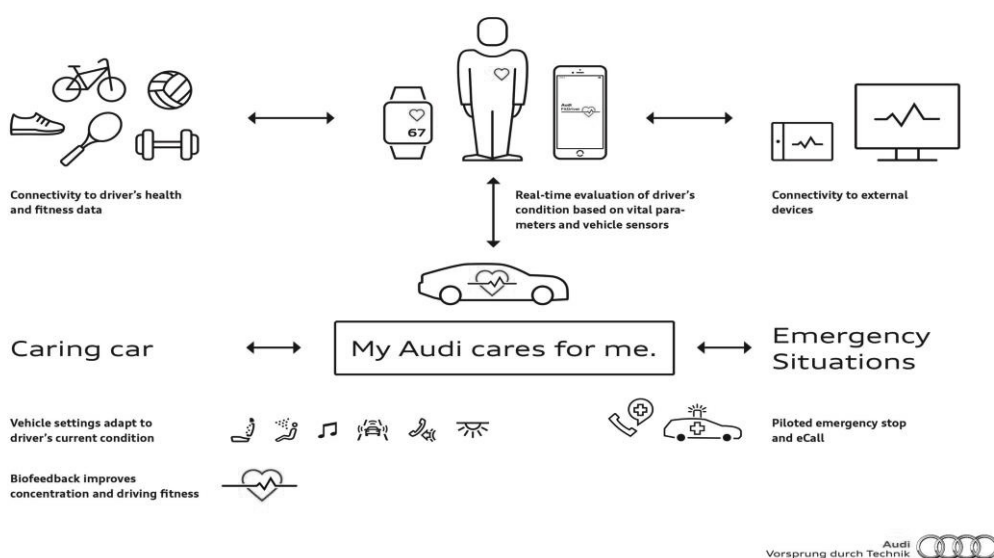 67
Audi
Connectivity to driver's health
and fitness data
Real-time evaluation of driver's
condition based on vital para-
meters and vehicle sensors
Connectivity to external
devices
Caring car
My Audi cares for me.
Emergency
Situations
Vehicle settings adapt to
driver's current condition
Piloted emergency stop
and eCall
Biofeedback improves
concentration and driving fitness
Audi
Vorsprung durch Technik